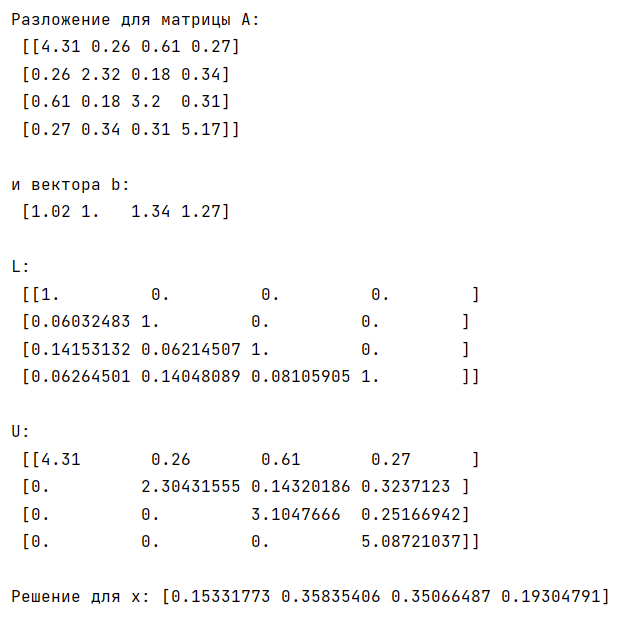 Разложение для матрицы A:
[[4.31 0.26 0.61 0.27]
[0.26 2.32 0.18 0.34]
[0.61 0.18 3.2  0.31]
[0.27 0.34 0.31 5.17]]
и вектора b:
[1.02 1.   1.34 1.27]
L:
[[1.         0.         0.         0.        ]
[0.06032483 1.         0.         0.        ]
[0.14153132 0.06214507 1.         0.        ]
[0.06264501 0.14048089 0.08105905 1.        ]]
U:
[[4.31       0.26       0.61       0.27      ]
[0.         2.30431555 0.14320186 0.3237123 ]
[0.         0.         3.1047666  0.25166942]
[0.         0.         0.         5.08721037]]
Решение для x: [0.15331773 0.35835406 0.35066487 0.19304791]